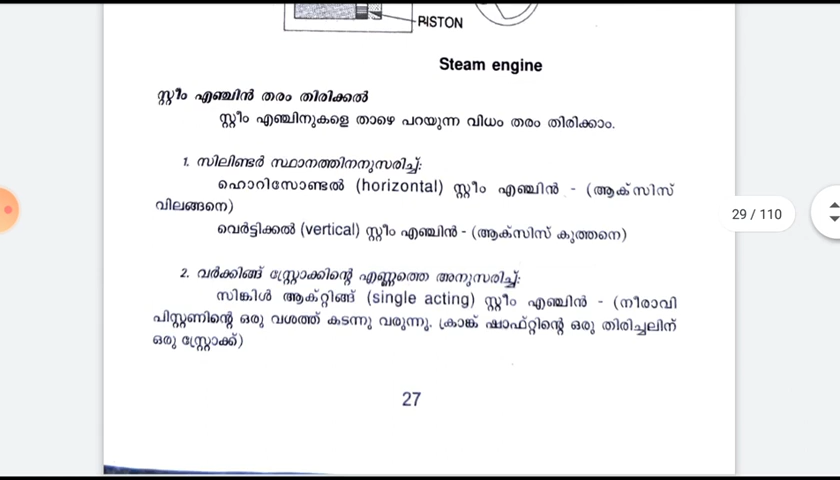 PISTON
Steam engine
സ്റ്റീം എഞ്ചിൻ തരം തിരിക്കൽ
സ്റ്റീം എഞ്ചിനുകളെ താഴെ പറയുന്ന വിധം തരം തിരിക്കാം.
1. സിലിണ്ടർ സ്ഥാനത്തിനനുസരിച്ച്:
ഹൊറിസോണ്ടൽ (horizontal) സ്റ്റീം എഞ്ചിൻ - (ആക്സിസ്
വിലങ്ങനെ)
29 / 110
വെർട്ടിക്കൽ (vertical) സ്റ്റീം എഞ്ചിൻ - (ആക്സിസ് കുത്തനെ)
2. വർക്കിങ്ങ് സ്ട്രോക്കിന്റെ എണ്ണത്തെ അനുസരിച്ച്:
സിങ്കിൾ ആക്റ്റിങ്ങ് (single acting) സ്റ്റീം എഞ്ചിൻ - (നീരാവി
പിസ്റ്റണിന്റെ ഒരു വശത്ത് കടന്നു വരുന്നു. ക്രാങ്ക് ഷാഫ്റ്റിന്റെ ഒരു തിരിച്ചലിന്
ഒരു സ്ട്രോക്ക്)
27